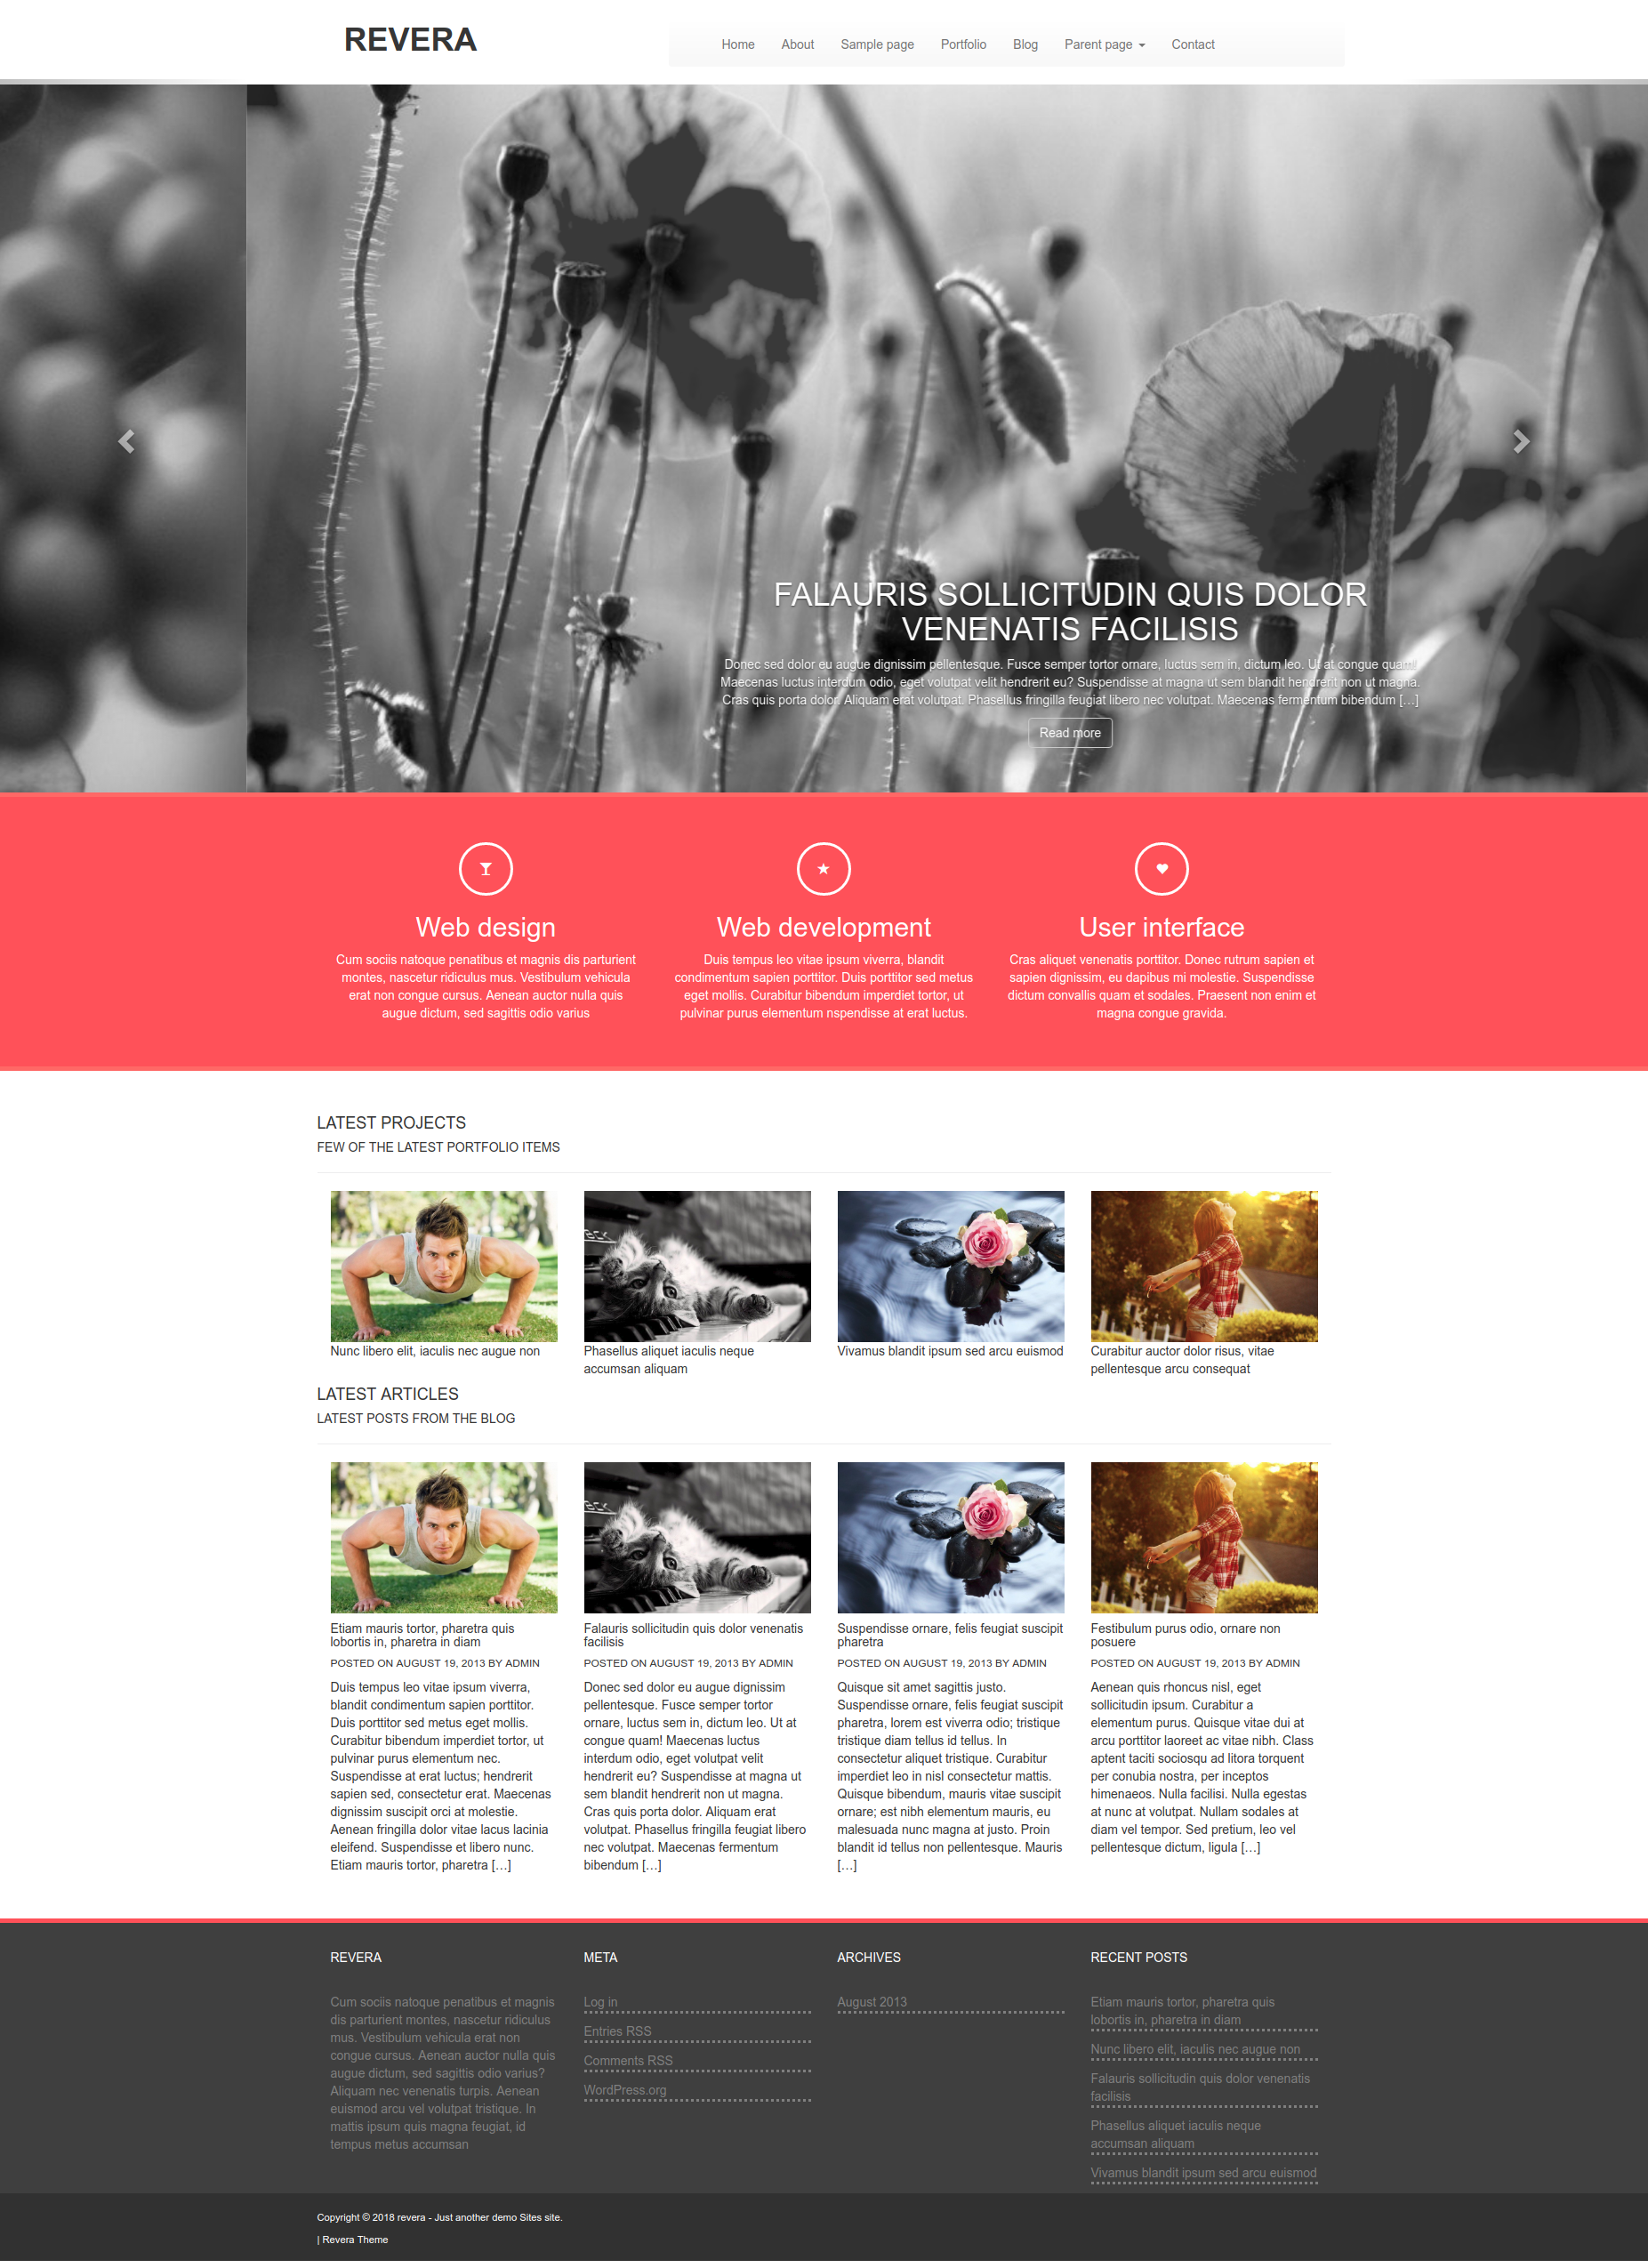 REVERA
Home About Sample page Portfolio Blog Parent page Contact
FALAURIS SOLLICITUDIN QUIS DOLOR
VENENATIS FACILISIS
Donec sed dolor eu augue dignissim pellentesque. Fusce semper tortor ornare, luctus sem in, dictum leo. Ut at congue quam!
Maecenas luctus interdum odio, eget volutpat velit hendrerit eu? Suspendisse at magna ut sem blandit hendrerit non ut magna.
Cras quis porta dolor. Aliquam erat volutpat. Phasellus fringilla feugiat libero nec volutpat. Maecenas fermentum bibendum […]
Read more
Web design
Cum sociis natoque penatibus et magnis dis parturient
montes, nascetur ridiculus mus. Vestibulum vehicula
erat non congue cursus. Aenean auctor nulla quis
augue dictum, sed sagittis odio varius
Web development
Duis tempus leo vitae ipsum viverra, blandit
condimentum sapien porttitor. Duis porttitor sed metus
eget mollis. Curabitur bibendum imperdiet tortor, ut
pulvinar purus elementum nspendisse at erat luctus.
User interface
Cras aliquet venenatis porttitor. Donec rutrum sapien et
sapien dignissim, eu dapibus mi molestie. Suspendisse
dictum convallis quam et sodales. Praesent non enim et
magna congue gravida.
LATEST PROJECTS
FEW OF THE LATEST PORTFOLIO ITEMS
Nunc libero elit, iaculis nec augue non
Phasellus aliquet iaculis neque
accumsan aliquam
Vivamus blandit ipsum sed arcu euismod
Curabitur auctor dolor risus, vitae
pellentesque arcu consequat
LATEST ARTICLES
LATEST POSTS FROM THE BLOG
Etiam mauris tortor, pharetra quis
lobortis in, pharetra in diam
POSTED ON AUGUST 19, 2013 BY ADMIN
Duis tempus leo vitae ipsum viverra,
blandit condimentum sapien porttitor.
Duis porttitor sed metus eget mollis.
Curabitur bibendum imperdiet tortor, ut
pulvinar purus elementum nec.
Suspendisse at erat luctus; hendrerit
sapien sed, consectetur erat. Maecenas
dignissim suscipit orci at molestie.
Aenean fringilla dolor vitae lacus lacinia
eleifend. Suspendisse et libero nunc.
Etiam mauris tortor, pharetra […]
Falauris sollicitudin quis dolor venenatis
facilisis
POSTED ON AUGUST 19, 2013 BY ADMIN
Donec sed dolor eu augue dignissim
pellentesque. Fusce semper tortor
ornare, luctus sem in, dictum leo. Ut at
congue quam! Maecenas luctus
interdum odio, eget volutpat velit
hendrerit eu? Suspendisse at magna ut
sem blandit hendrerit non ut magna.
Cras quis porta dolor. Aliquam erat
volutpat. Phasellus fringilla feugiat libero
nec volutpat. Maecenas fermentum
bibendum […]
Suspendisse ornare, felis feugiat suscipit
pharetra
POSTED ON AUGUST 19, 2013 BY ADMIN
Quisque sit amet sagittis justo.
Suspendisse ornare, felis feugiat suscipit
pharetra, lorem est viverra odio; tristique
tristique diam tellus id tellus. In
consectetur aliquet tristique. Curabitur
imperdiet leo in nisl consectetur mattis.
Quisque bibendum, mauris vitae suscipit
ornare; est nibh elementum mauris, eu
malesuada nunc magna at justo. Proin
blandit id tellus non pellentesque. Mauris
[…]
Festibulum purus odio, ornare non
posuere
POSTED ON AUGUST 19, 2013 BY ADMIN
Aenean quis rhoncus nisl, eget
sollicitudin ipsum. Curabitur a
elementum purus. Quisque vitae dui at
arcu porttitor laoreet ac vitae nibh. Class
aptent taciti sociosqu ad litora torquent
per conubia nostra, per inceptos
himenaeos. Nulla facilisi. Nulla egestas
at nunc at volutpat. Nullam sodales at
diam vel tempor. Sed pretium, leo vel
pellentesque dictum, ligula […]
REVERA
Cum sociis natoque penatibus et magnis
dis parturient montes, nascetur ridiculus
mus. Vestibulum vehicula erat non
congue cursus. Aenean auctor nulla quis
augue dictum, sed sagittis odio varius?
Aliquam nec venenatis turpis. Aenean
euismod arcu vel volutpat tristique. In
mattis ipsum quis magna feugiat, id
tempus metus accumsan
META
Log in
Entries RSS
Comments RSS
WordPress.org
ARCHIVES
August 2013
RECENT POSTS
Etiam mauris tortor, pharetra quis
lobortis in, pharetra in diam
Nunc libero elit, iaculis nec augue non
Falauris sollicitudin quis dolor venenatis
facilisis
Phasellus aliquet iaculis neque
accumsan aliquam
Vivamus blandit ipsum sed arcu euismod
Copyright © 2018 revera - Just another demo Sites site.
| Revera Theme